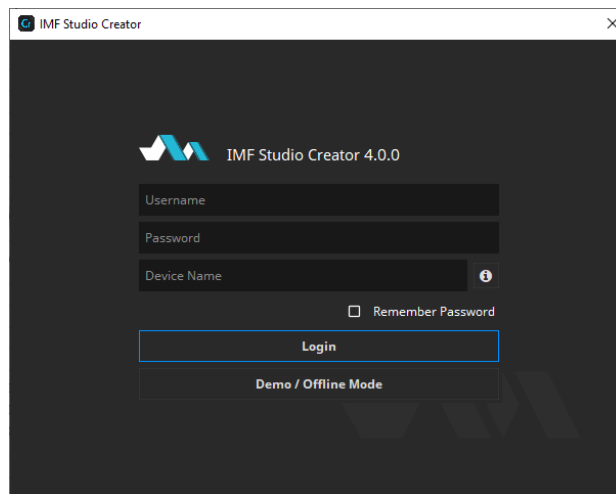 Cr IMF Studio Creator
IMF Studio Creator 4.0.0
Username
Password
Device Name
Remember Password
Login
Demo / Offline Mode